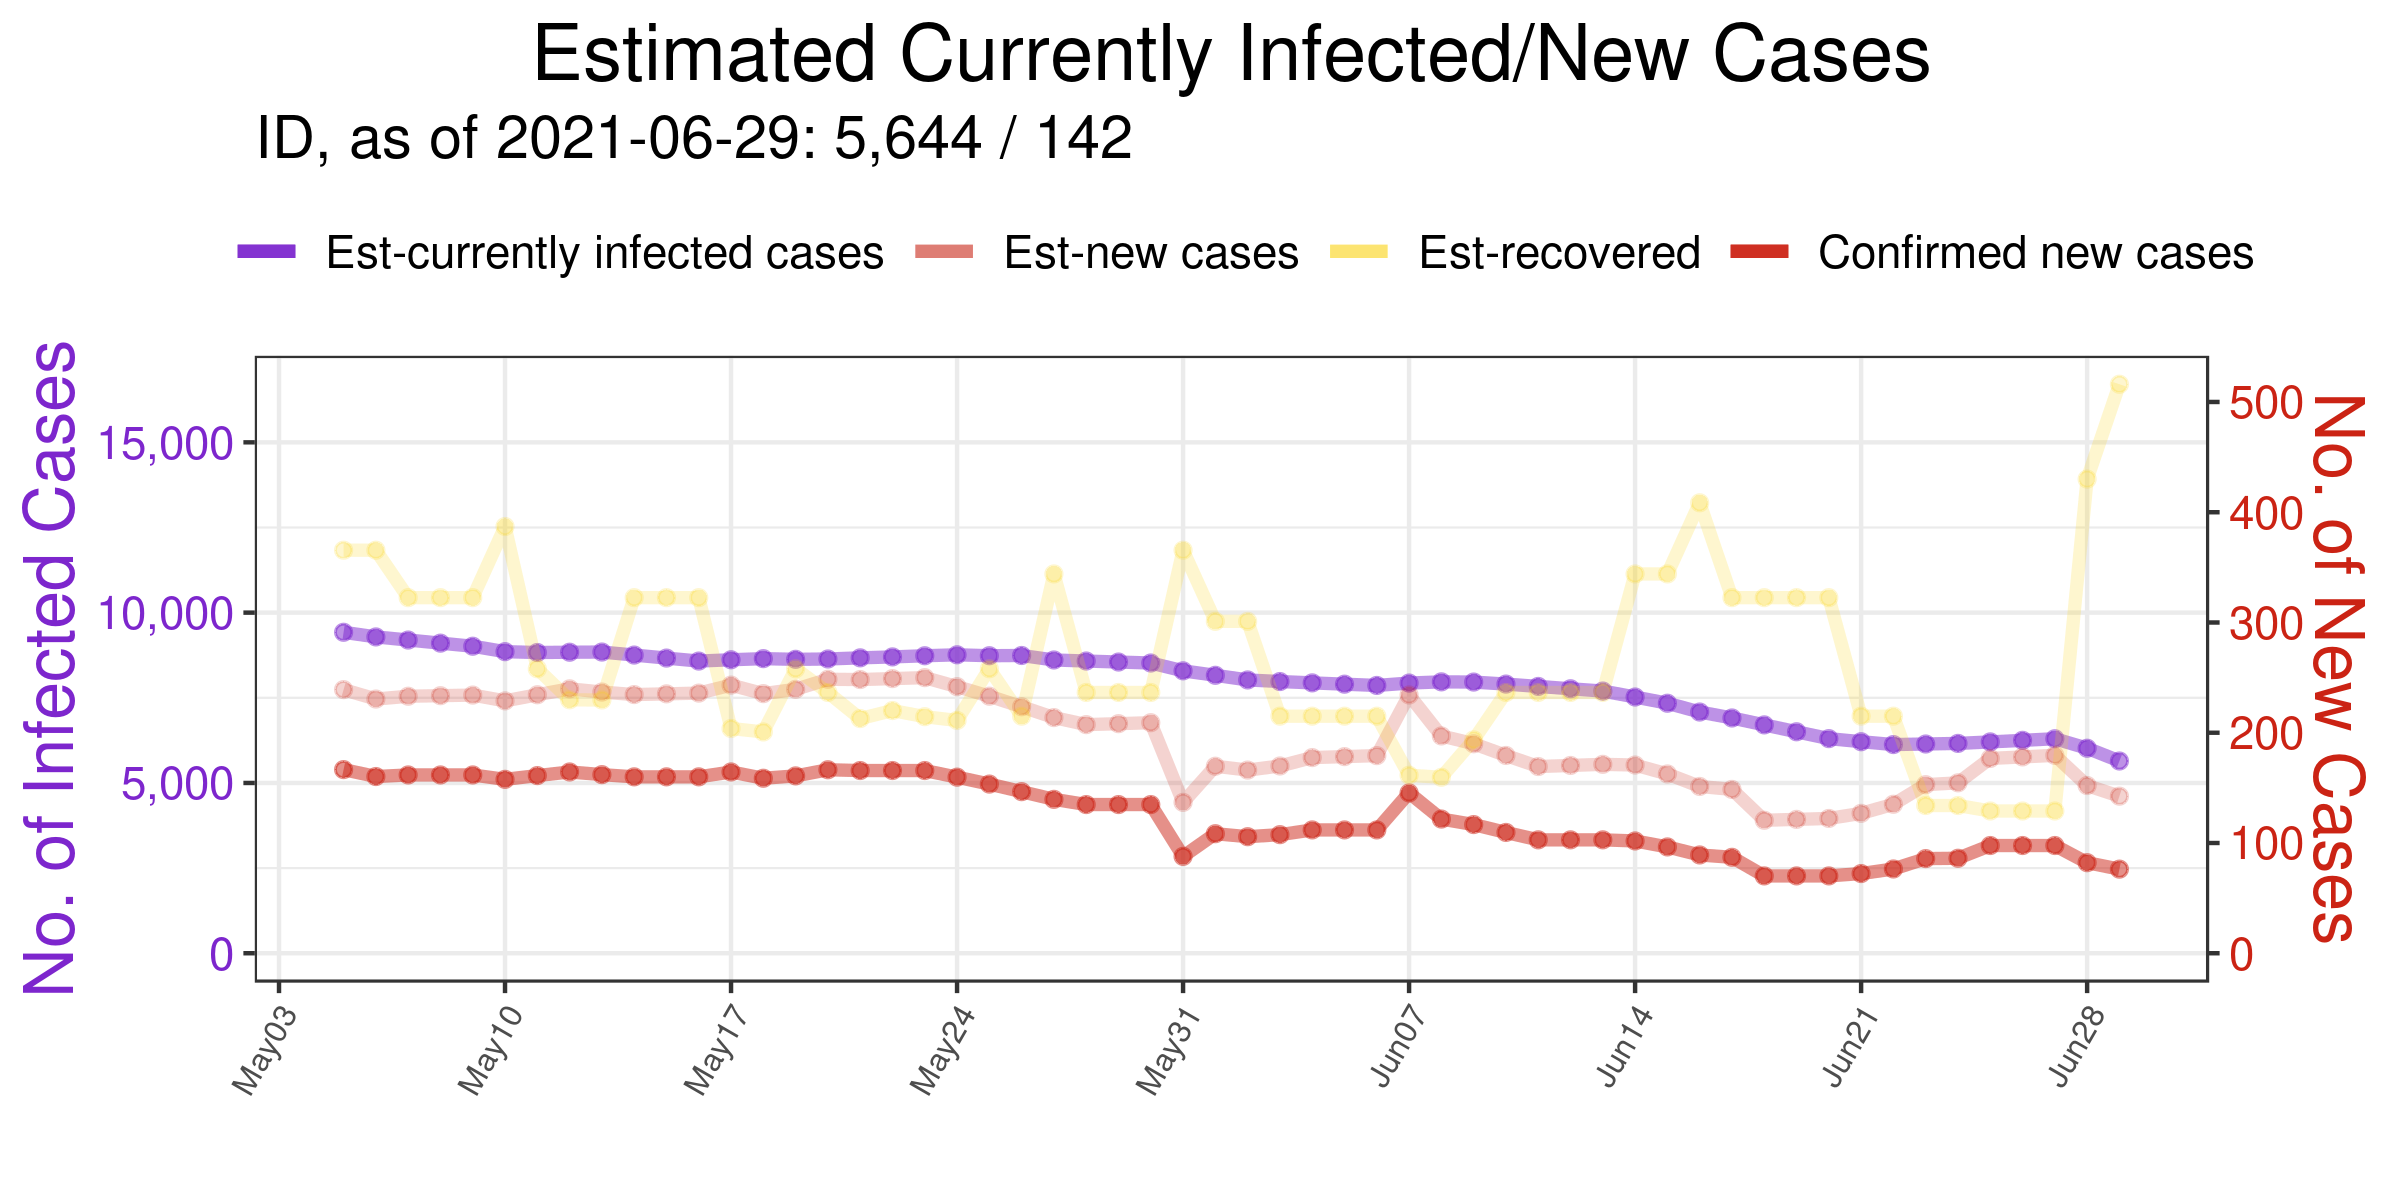 Estimated Currently Infected/New Cases
ID, as of 2021-06-29: 5,644 / 142
Est-currently infected cases Est-new cases Est-recovered Confirmed new cases
No. of Infected Cases
15,000
10,000
5,000
0
500
400
300
200
100
0
No. of New Cases
May03 May10 May17 May24 May31 Jun07 Jun14 Jun21 Jun28